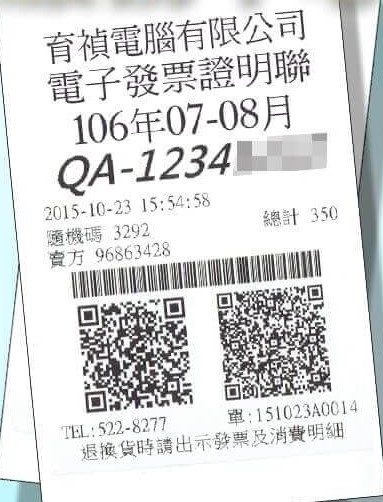 育禎電腦有限公司
電子發票證明聯
106年07-08月
QA-1234
2015-10-23 15:54:58
隨機碼 3292 總計 350
賣方 96863428
TEL:522-8277 單:151023A0014
退換貨時請出示發票及消費明細